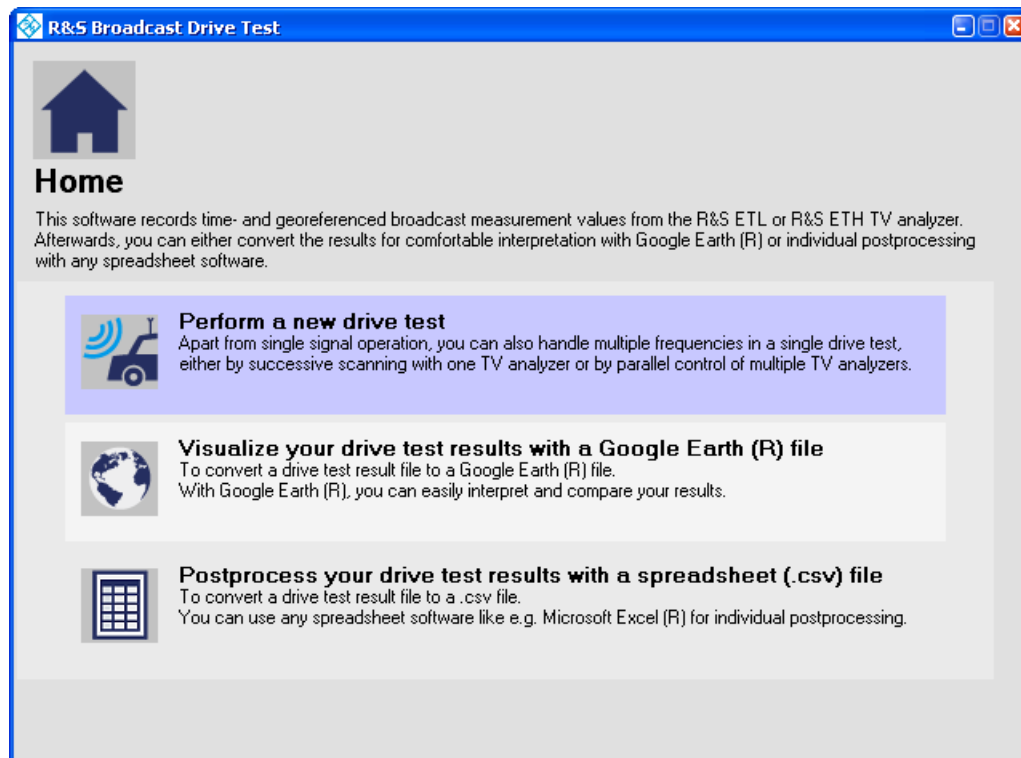 R&S Broadcast Drive Test
Home
This software records time- and georeferenced broadcast measurement values from the R&S ETL or R&S ETH TV analyzer.
Afterwards, you can either convert the results for comfortable interpretation with Google Earth (R) or individual postprocessing
with any spreadsheet software.
Perform a new drive test
Apart from single signal operation, you can also handle multiple frequencies in a single drive test,
either by successive scanning with one TV analyzer or by parallel control of multiple TV analyzers.
Visualize your drive test results with a Google Earth (R) file
To convert a drive test result file to a Google Earth (R) file.
With Google Earth (R), you can easily interpret and compare your results.
Postprocess your drive test results with a spreadsheet (.csv) file
To convert a drive test result file to a .csv file.
You can use any spreadsheet software like e.g. Microsoft Excel (R) for individual postprocessing.